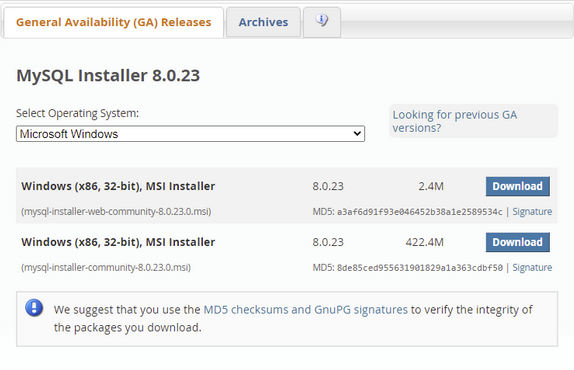 General Availability (GA) Releases
Archives
MySQL Installer 8.0.23
Select Operating System:
Looking for previous GA
versions?
Microsoft Windows
Windows (x86, 32-bit), MSI Installer 8.0.23 2.4M Download
(mysql-installer-web-community-8.0.23.0.msi) MD5: a3af6d91f93e046452b38a1e2589534c | Signature
Windows (x86, 32-bit), MSI Installer 8.0.23 422.4M Download
(mysql-installer-community-8.0.23.0.msi) MD5: 8de85ced955631901829a1a363cdbf50 | Signature
We suggest that you use the MD5 checksums and GnuPG signatures to verify the integrity of
the packages you download.